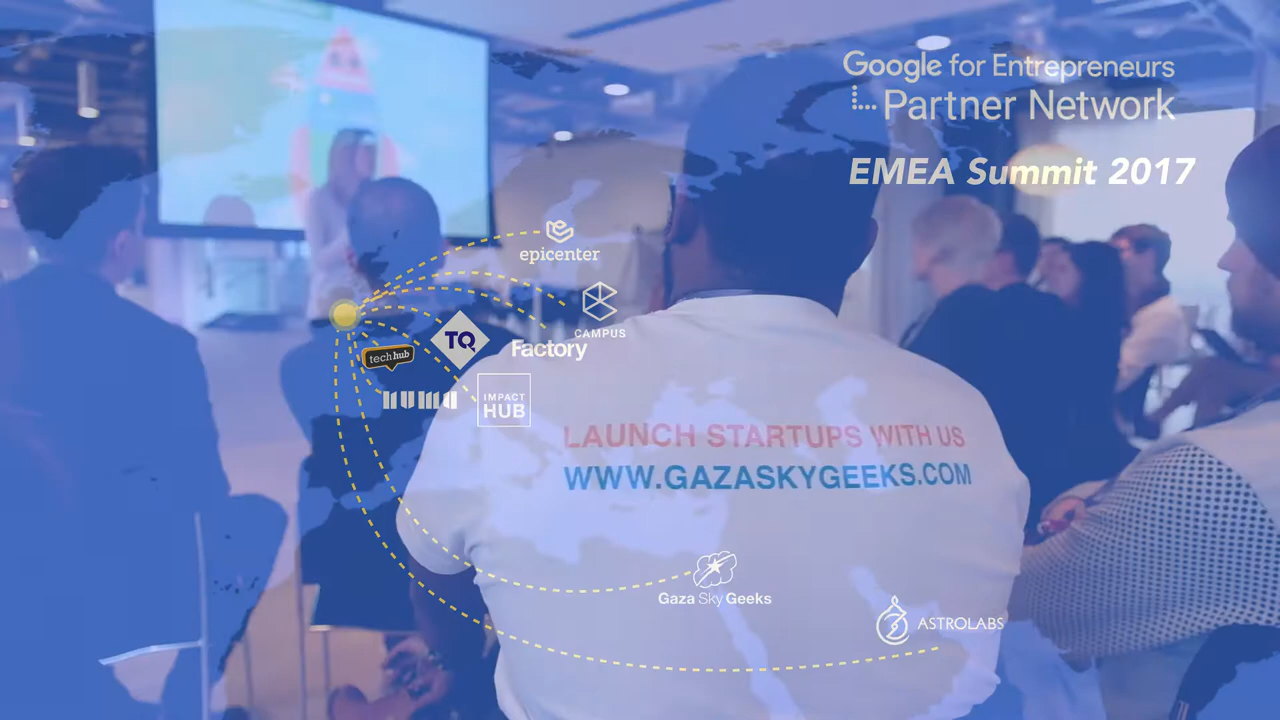 Google for Entrepreneurs
Partner Network
EMEA Summit 2017
epicenter
CAMPUS
TQ
Factory
techhub
NUMA
IMPACT
HUB
LAUNCH STARTUPS WITH US
WWW.GAZASKYGEEKS.COM
Gaza Sky Geeks
ASTROLABS